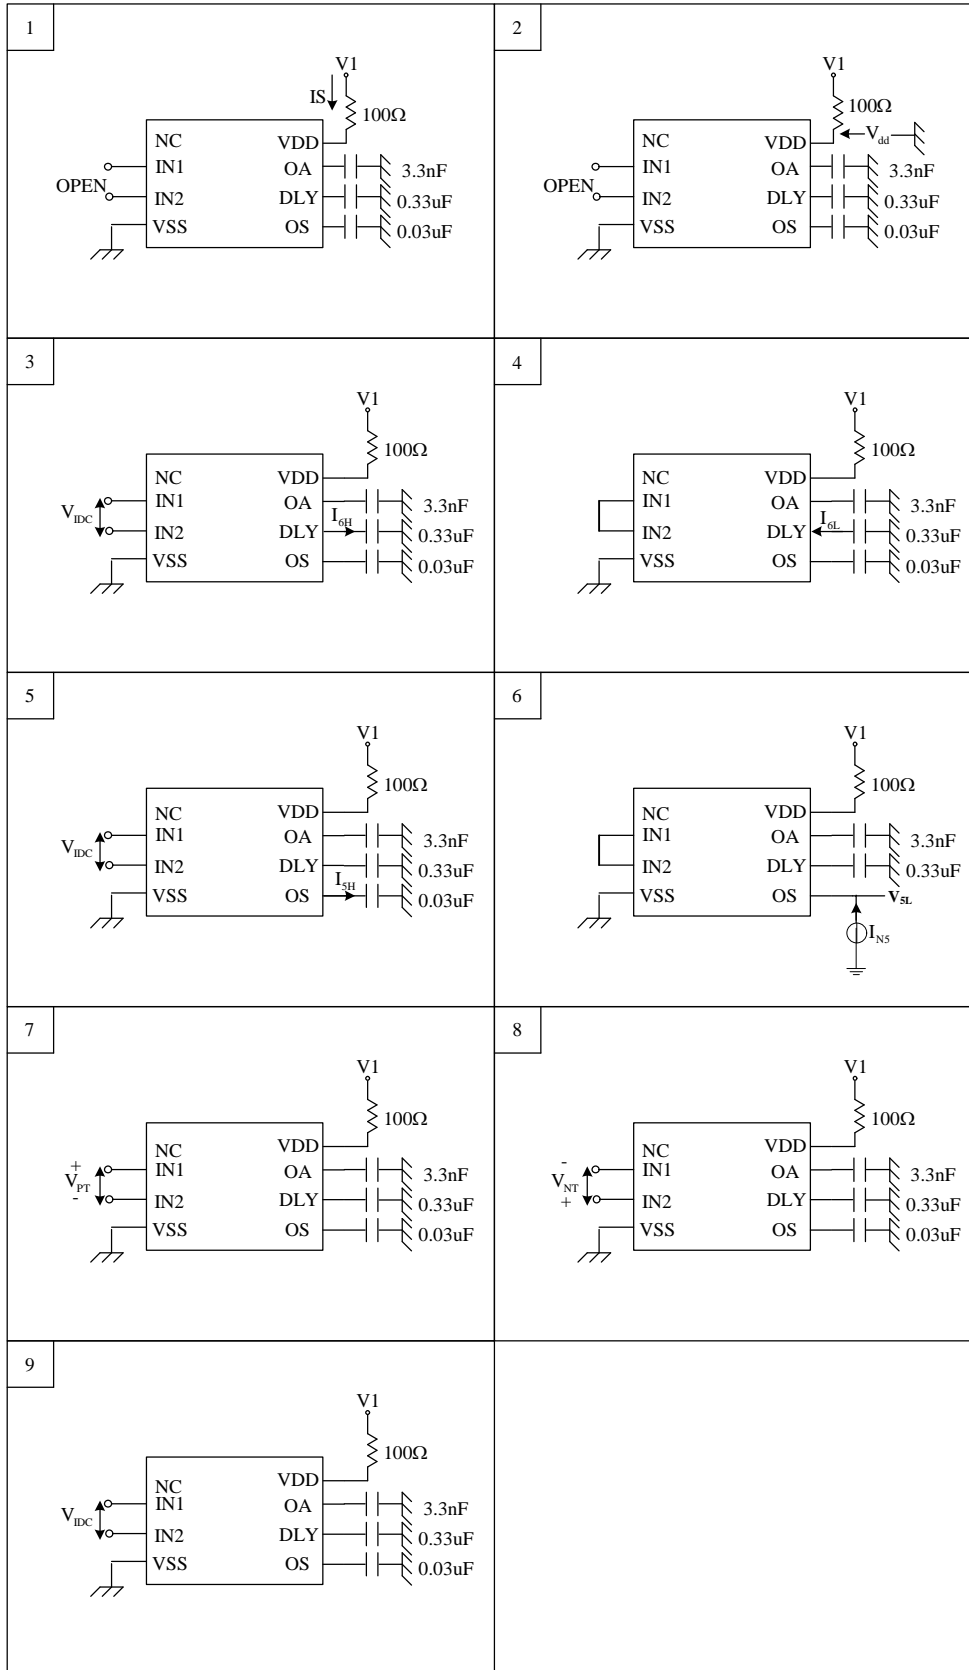 1
V1
IS
100Ω
NC
VDD
IN1
OA
3.3nF
OPEN
IN2
DLY
0.33uF
VSS
OS
0.03uF
2
V1
100Ω
NC
VDD
Vdd
IN1
OA
3.3nF
OPEN
IN2
DLY
0.33uF
VSS
OS
0.03uF
3
V1
100Ω
NC
VDD
IN1
OA
3.3nF
VIDC
I6H
IN2
DLY
0.33uF
VSS
OS
0.03uF
4
V1
100Ω
NC
VDD
IN1
OA
3.3nF
I6L
IN2
DLY
0.33uF
VSS
OS
0.03uF
5
V1
100Ω
NC
VDD
IN1
OA
3.3nF
VIDC
IN2
DLY
0.33uF
I5H
VSS
OS
0.03uF
6
V1
100Ω
NC
VDD
IN1
OA
3.3nF
IN2
DLY
0.33uF
VSS
OS
V5L
IN5
7
V1
100Ω
NC
VDD
+
IN1
OA
3.3nF
VPT
-
IN2
DLY
0.33uF
VSS
OS
0.03uF
8
V1
100Ω
NC
VDD
-
IN1
OA
3.3nF
VNT
+
IN2
DLY
0.33uF
VSS
OS
0.03uF
9
V1
100Ω
NC
VDD
IN1
OA
3.3nF
VIDC
IN2
DLY
0.33uF
VSS
OS
0.03uF